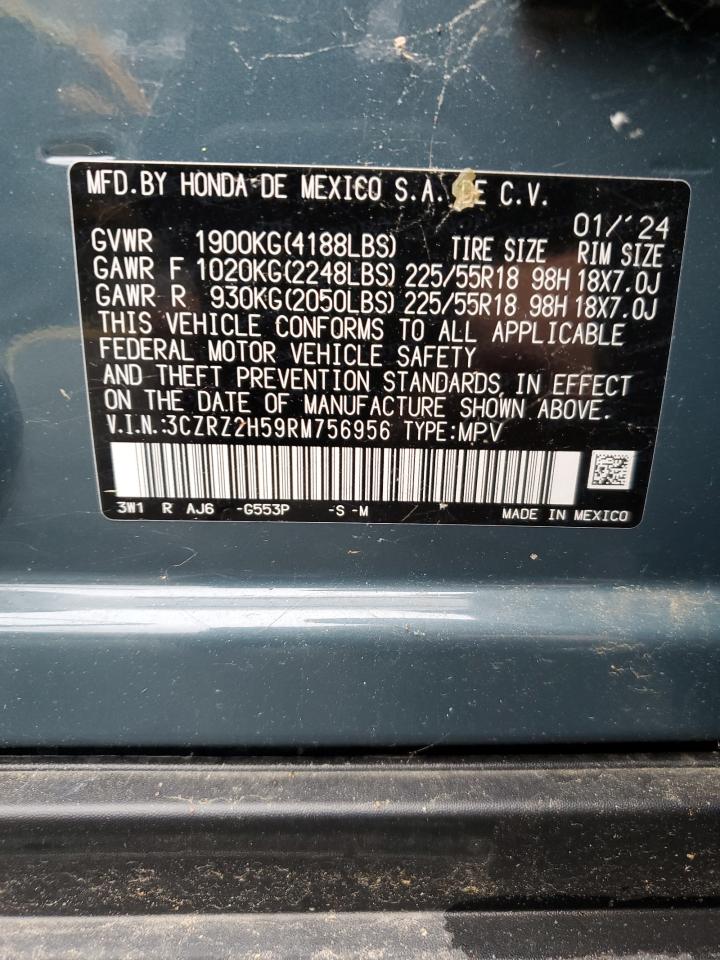 MFD.BY HONDA DE MEXICO S.A. DE C.V.
01/'24
GVWR 1900KG(4188LBS) TIRE SIZE RIM SIZE
GAWR F 1020KG(2248LBS) 225/55R18 98H 18X7.0J
GAWR R 930KG(2050LBS) 225/55R18 98H 18X7.0J
THIS VEHICLE CONFORMS TO ALL APPLICABLE
FEDERAL MOTOR VEHICLE SAFETY
AND THEFT PREVENTION STANDARDS IN EFFECT
ON THE DATE OF MANUFACTURE SHOWN ABOVE.
V.I.N.:3CZRZ2H59RM756956 TYPE:MPV
3W1 R AJ6 -G553P -S -M MADE IN MEXICO